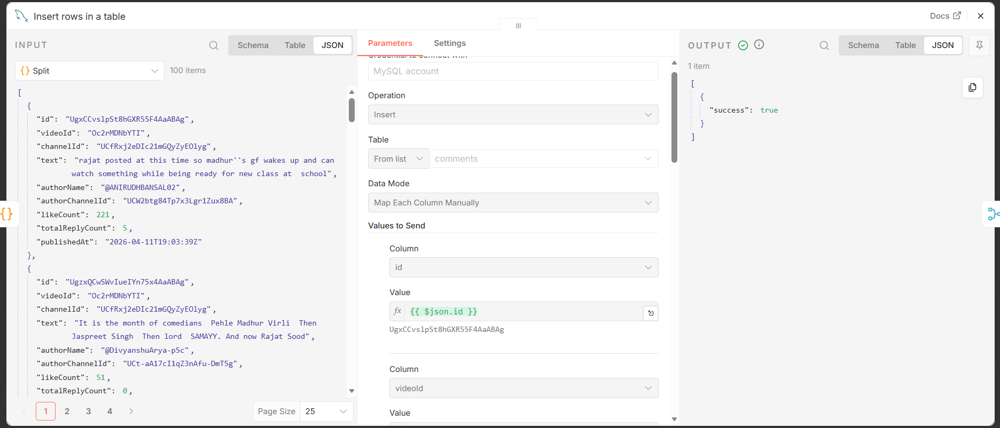 Insert rows in a table
Docs
INPUT
Schema
Table
JSON
Split
100 items
[
{
"id": "UgxCCvslpSt8hGXR55F4AaABAg",
"videoId": "Oc2rMDNbYTI",
"channelId": "UCfRxj2eDIc21mGQyZyEOlyg",
"text": "rajat posted at this time so madhur''s gf wakes up and can
watch something while being ready for new class at  school",
"authorName": "@ANIRUDHBANSAL02",
"authorChannelId": "UCW2btg84Tp7x3Lgr1Zux8BA",
"likeCount": 221,
"totalReplyCount": 5,
"publishedAt": "2026-04-11T19:03:39Z"
},
{
"id": "UgzxQCwSWvIueIYn75x4AaABAg",
"videoId": "Oc2rMDNbYTI",
"channelId": "UCfRxj2eDIc21mGQyZyEOlyg",
"text": "It is the month of comedians  Pehle Madhur Virli  Then
Jaspreet Singh  Then lord  SAMAYY. And now Rajat Sood",
"authorName": "@DivyanshuArya-p5c",
"authorChannelId": "UCt-aA17cI1qZ3nAfu-DmT5g",
"likeCount": 51,
"totalReplyCount": 0,
1
2
3
4
Page Size
25
Parameters
Settings
Credential to connect with
MySQL account
Operation
Insert
Table
From list
comments
Data Mode
Map Each Column Manually
Values to Send
Column
id
Value
fx
{{ $json.id }}
UgxCCvslpSt8hGXR55F4AaABAg
Column
videoId
Value
OUTPUT
Schema
Table
JSON
1 item
[
{
"success": true
}
]